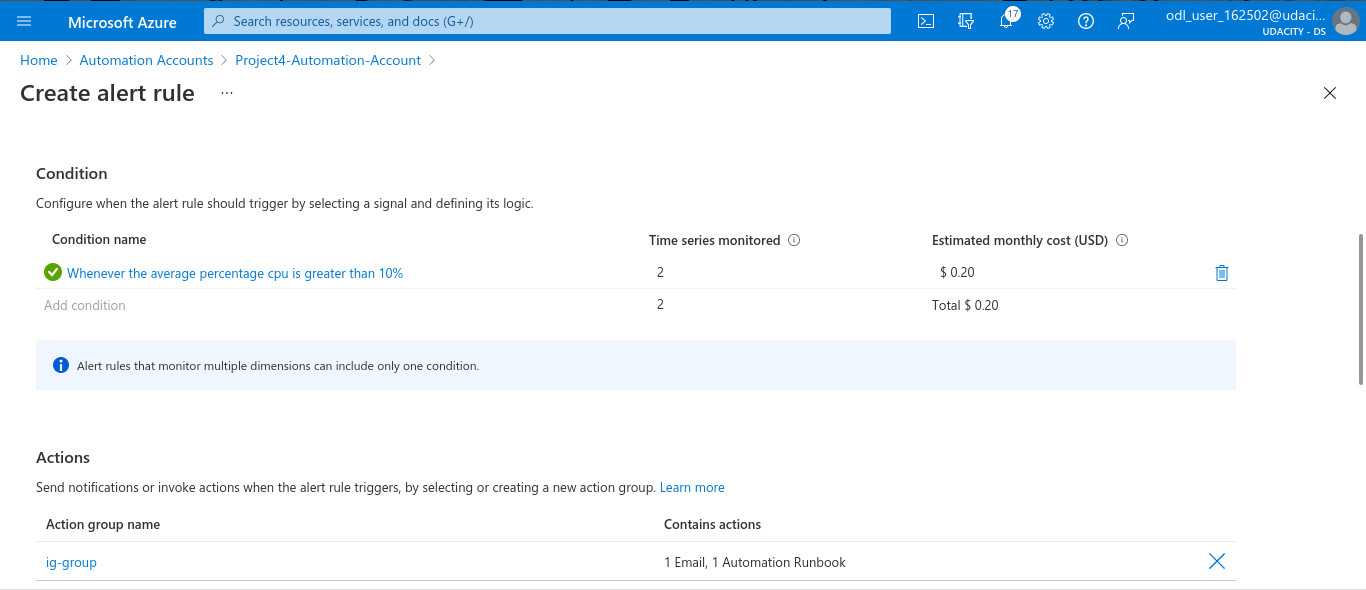 Microsoft Azure
Search resources, services, and docs (G+/)
17
odl_user_162502@udaci...
UDACITY - DS
Home > Automation Accounts > Project4-Automation-Account >
Create alert rule ...
Condition
Configure when the alert rule should trigger by selecting a signal and defining its logic.
Condition name Time series monitored Estimated monthly cost (USD)
Whenever the average percentage cpu is greater than 10% 2 $ 0.20
Add condition 2 Total $ 0.20
Alert rules that monitor multiple dimensions can include only one condition.
Actions
Send notifications or invoke actions when the alert rule triggers, by selecting or creating a new action group. Learn more
Action group name Contains actions
ig-group 1 Email, 1 Automation Runbook